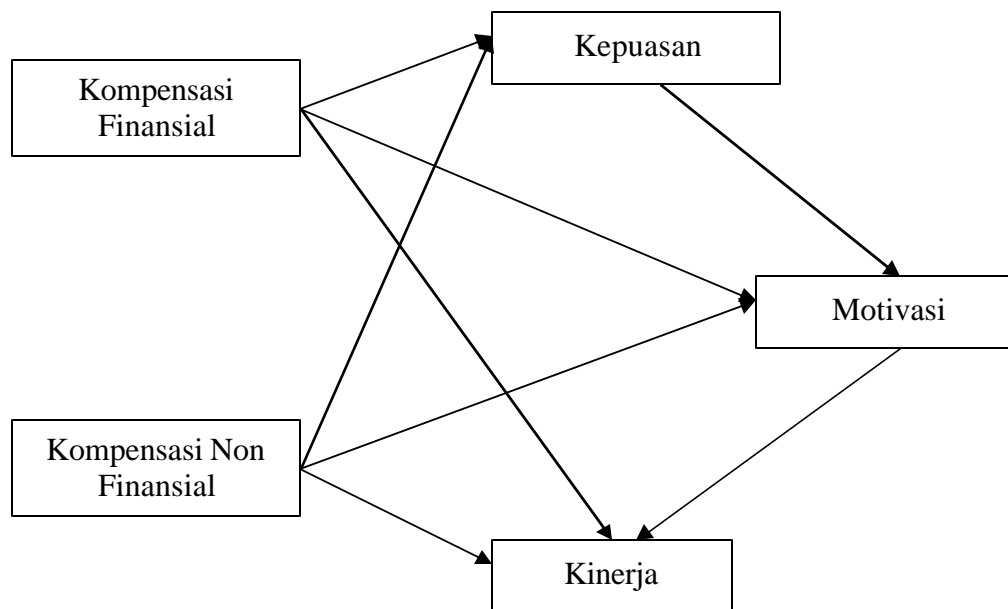 Kepuasan
Kompensasi
Finansial
Motivasi
Kompensasi Non
Finansial
Kinerja